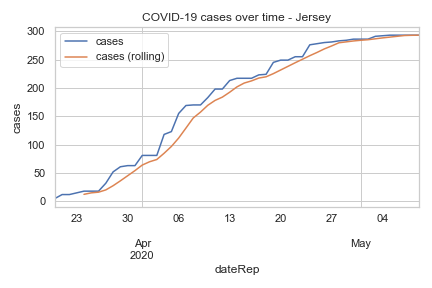 COVID-19 cases over time - Jersey
cases
cases (rolling)
300
250
200
150
100
50
0
cases
23
30
06
13
20
27
04
Apr
2020
May
dateRep